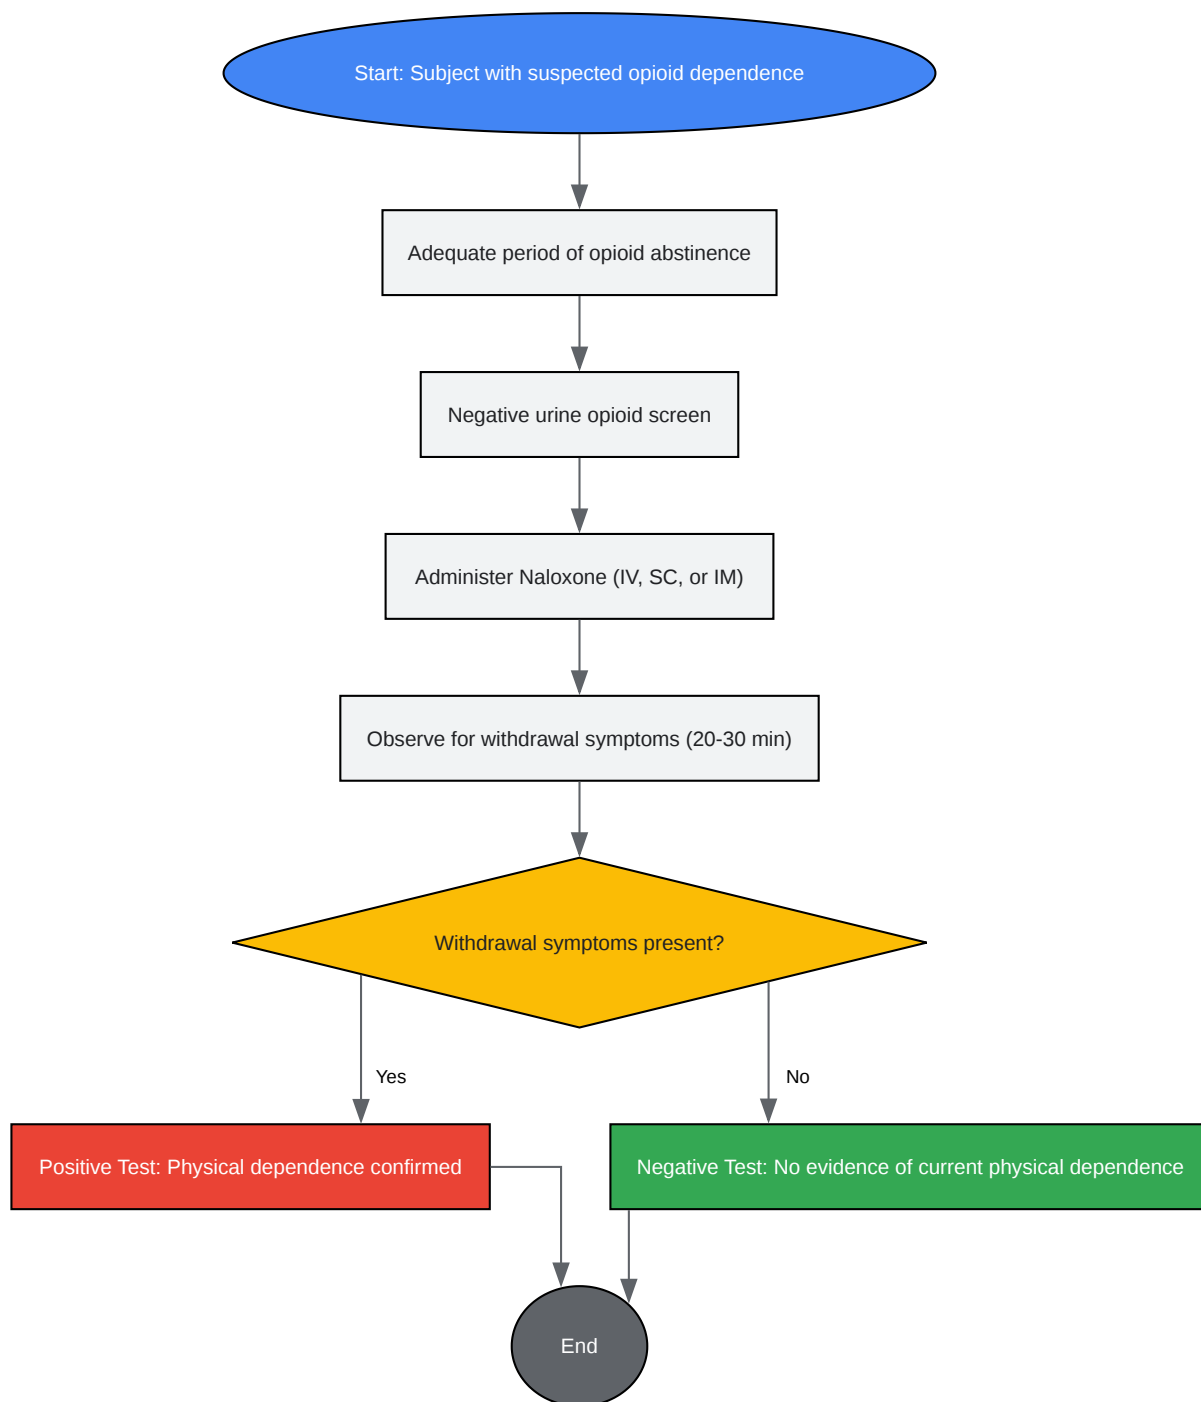 Start: Subject with suspected opioid dependence
Adequate period of opioid abstinence
Negative urine opioid screen
Administer Naloxone (IV, SC, or IM)
Observe for withdrawal symptoms (20-30 min)
Withdrawal symptoms present?
Yes
No
Positive Test: Physical dependence confirmed
Negative Test: No evidence of current physical dependence
End